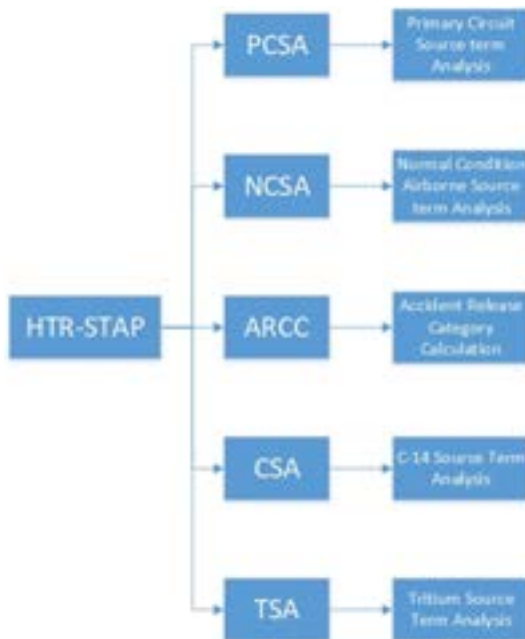 PCSA
Primary Circuit
Source term
Analysis
NCSA
Normal Condition
Airborne Source
term Analysis
HTR-STAP
ARCC
Accident Release
Category
Calculation
CSA
C-14 Source Term
Analysis
TSA
Tritium Source
Term Analysis